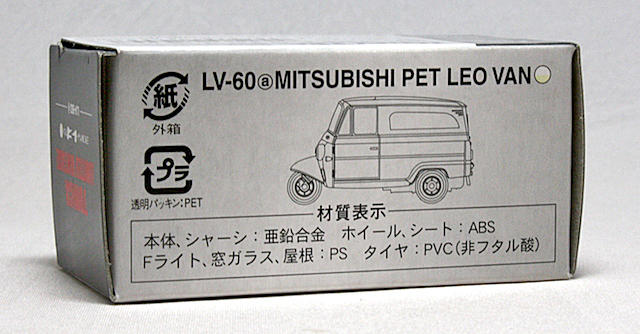 LV-60ⓐMITSUBISHI PET LEO VAN
紙
外箱
プラ
透明パッキン:PET
材質表示
本体、シャーシ:亜鉛合金 ホイール、シート:ABS
Fライト、窓ガラス、屋根:PS タイヤ:PVC(非フタル酸)